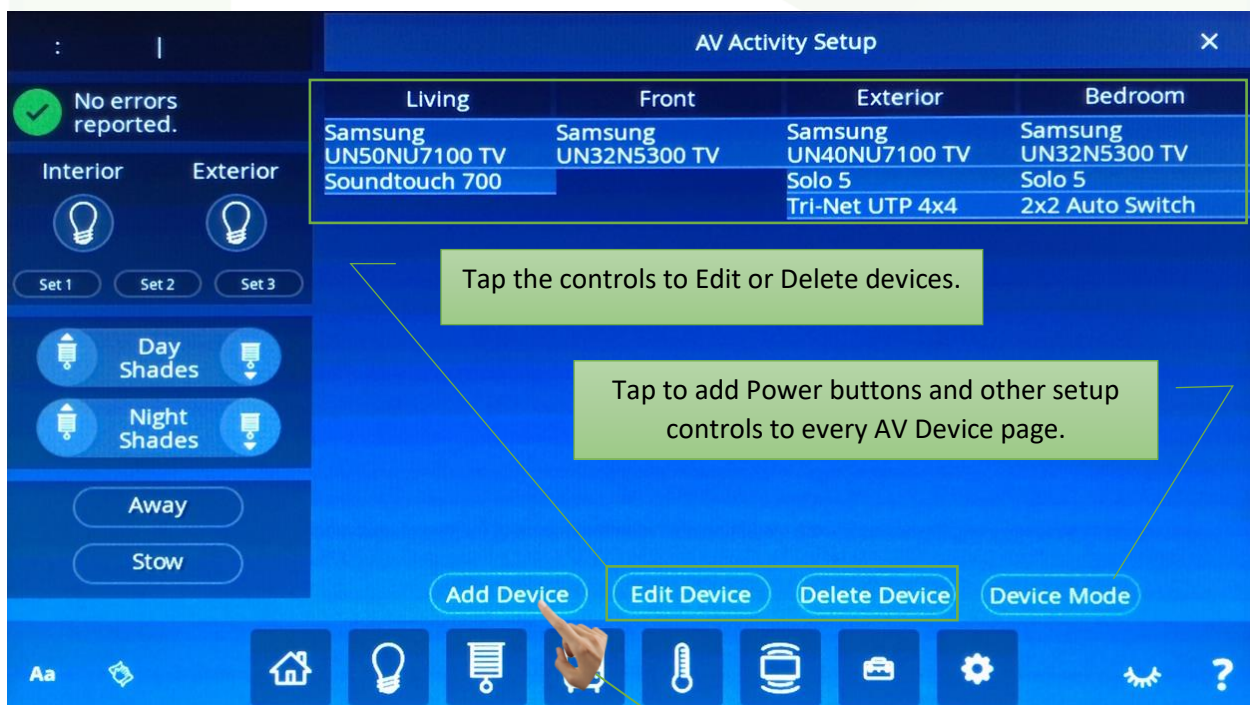 : |
AV Activity Setup
×
No errors
reported.
Interior Exterior
Set 1 Set 2 Set 3
Day
Shades
Night
Shades
Away
Stow
Living Front Exterior Bedroom
Samsung Samsung Samsung Samsung
UN50NU7100 TV UN32N5300 TV UN40NU7100 TV UN32N5300 TV
Soundtouch 700 Solo 5 Solo 5
Tri-Net UTP 4x4 2x2 Auto Switch
Tap the controls to Edit or Delete devices.
Tap to add Power buttons and other setup
controls to every AV Device page.
Add Device Edit Device Delete Device Device Mode
Aa ?